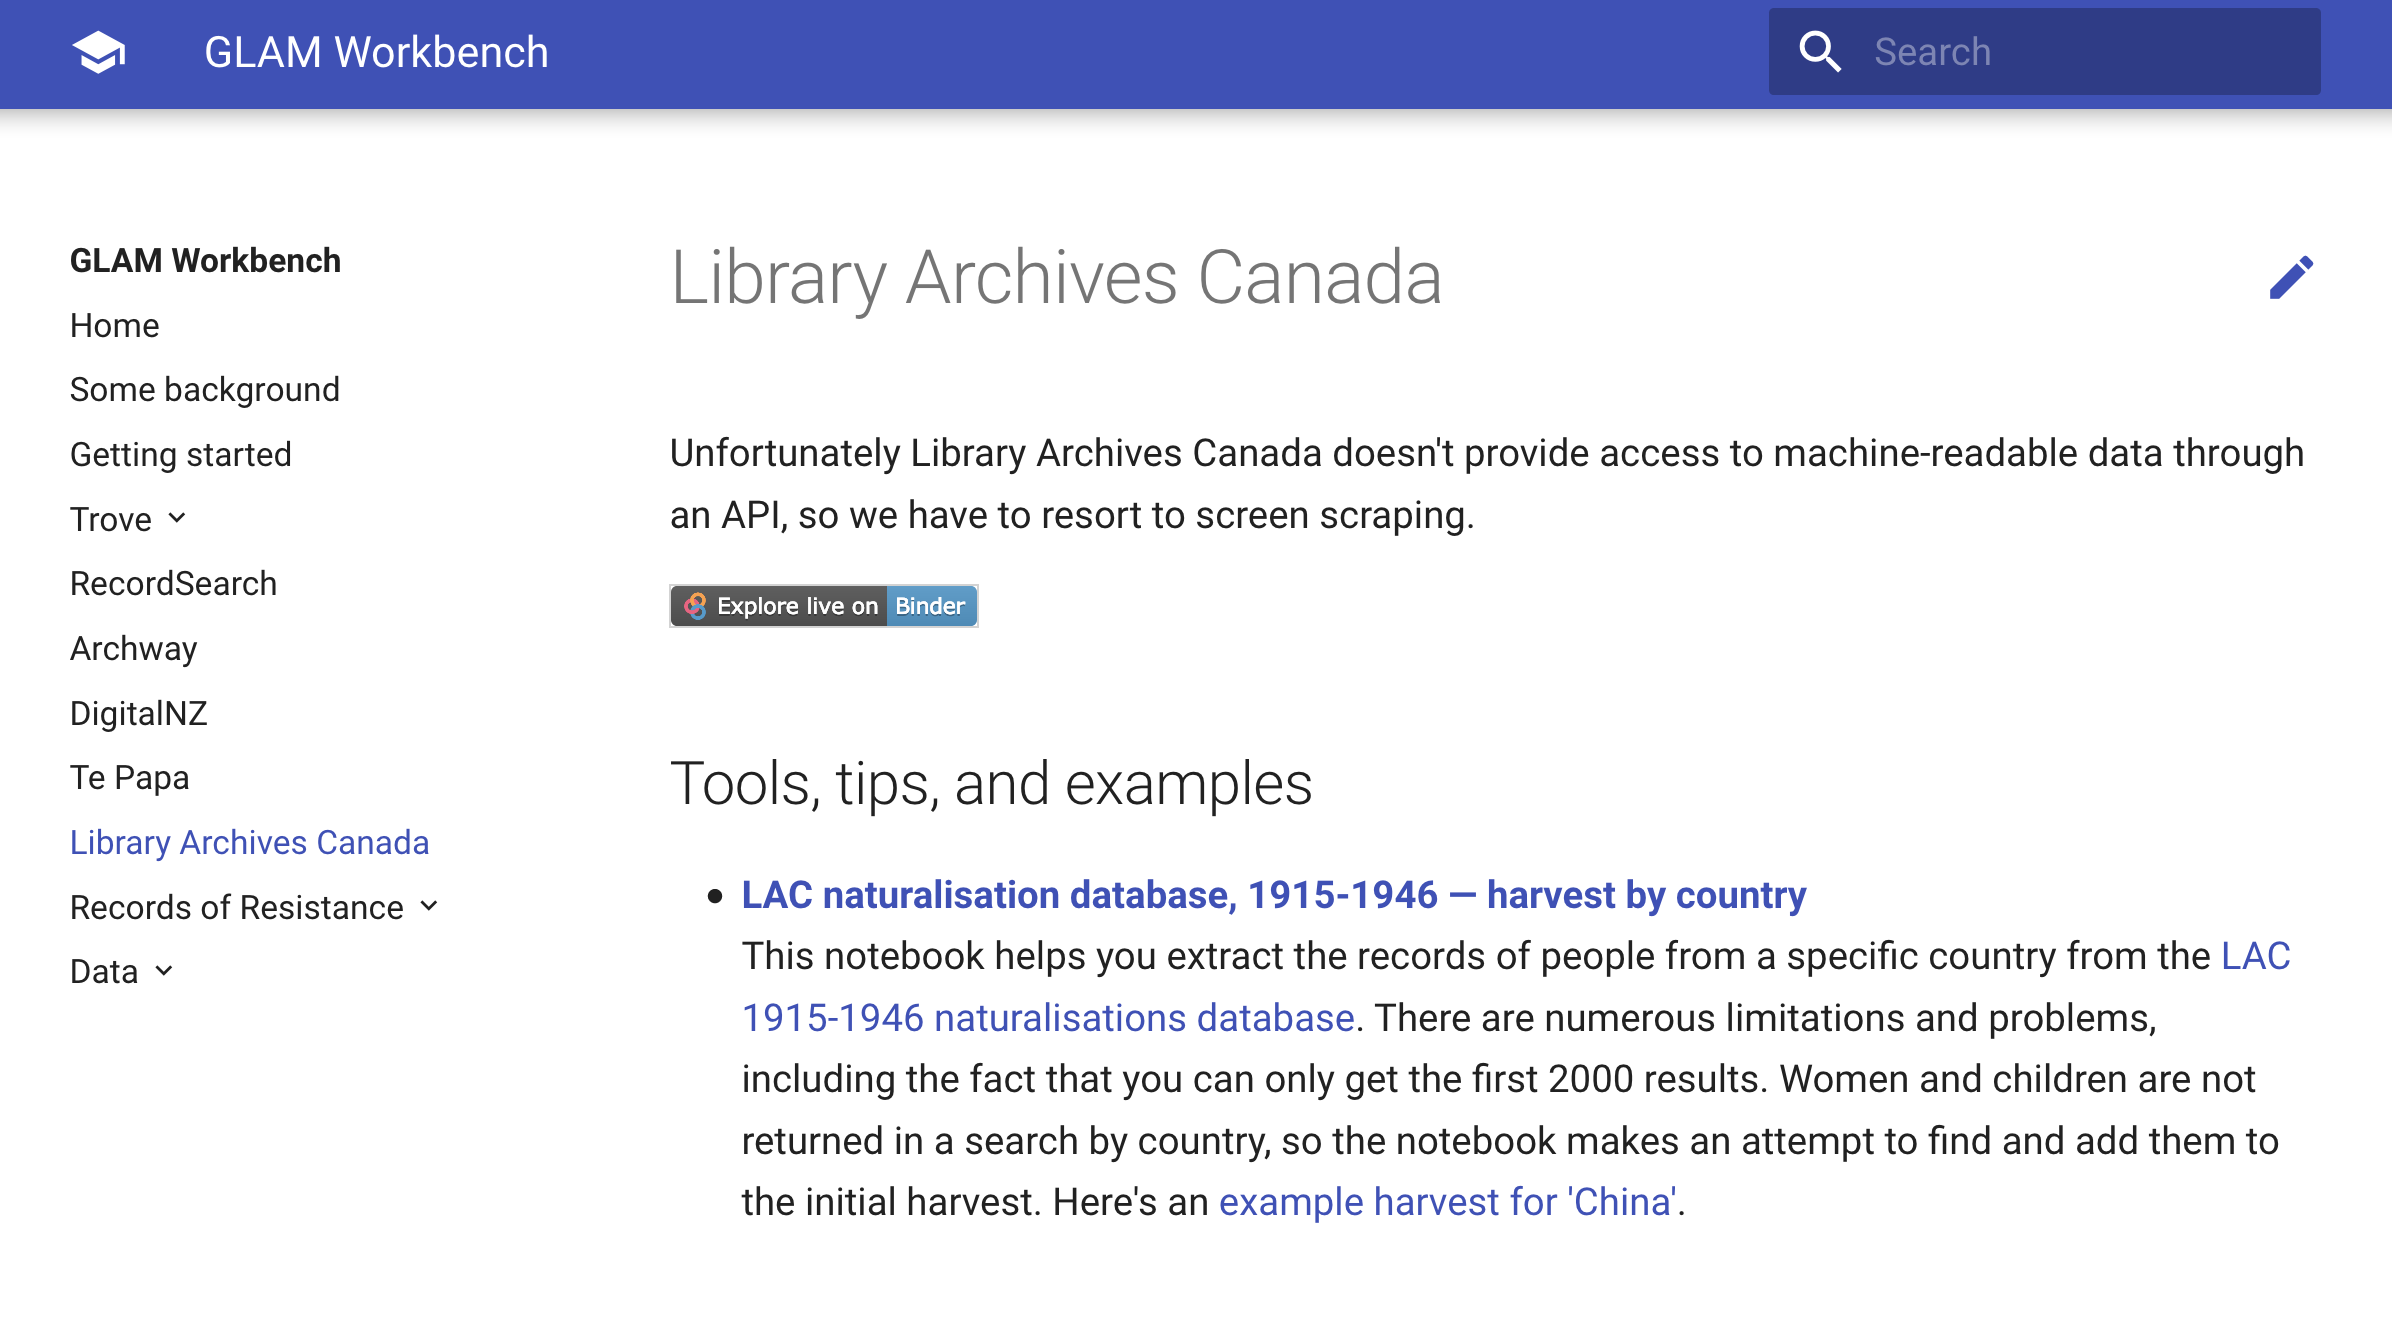 GLAM Workbench
Search
GLAM Workbench
Home
Some background
Getting started
Trove
RecordSearch
Archway
DigitalNZ
Te Papa
Library Archives Canada
Records of Resistance
Data
Library Archives Canada
Unfortunately Library Archives Canada doesn't provide access to machine-readable data through
an API, so we have to resort to screen scraping.
Explore live on Binder
Tools, tips, and examples
• LAC naturalisation database, 1915-1946 — harvest by country
This notebook helps you extract the records of people from a specific country from the LAC
1915-1946 naturalisations database. There are numerous limitations and problems,
including the fact that you can only get the first 2000 results. Women and children are not
returned in a search by country, so the notebook makes an attempt to find and add them to
the initial harvest. Here's an example harvest for 'China'.